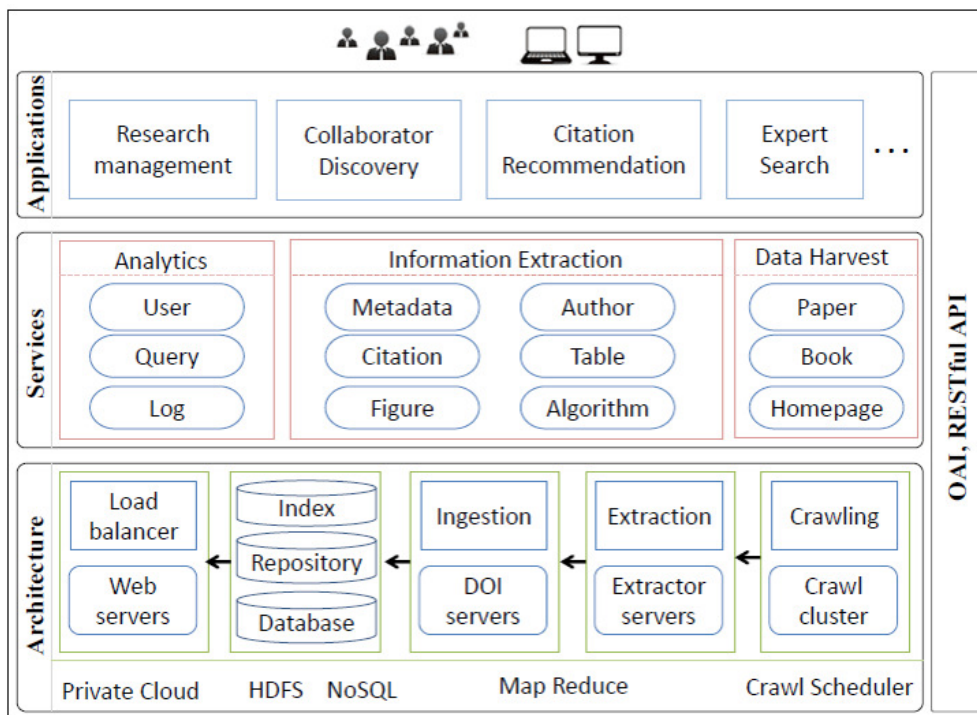 Applications
Research
management
Collaborator
Discovery
Citation
Recommendation
Expert
Search
...
Services
Analytics
User
Query
Log
Information Extraction
Metadata
Author
Citation
Table
Figure
Algorithm
Data Harvest
Paper
Book
Homepage
Architecture
Load
balancer
Web
servers
Index
Repository
Database
Ingestion
DOI
servers
Extraction
Extractor
servers
Crawling
Crawl
cluster
Private Cloud
HDFS
NoSQL
Map Reduce
Crawl Scheduler
OAI, RESTful API